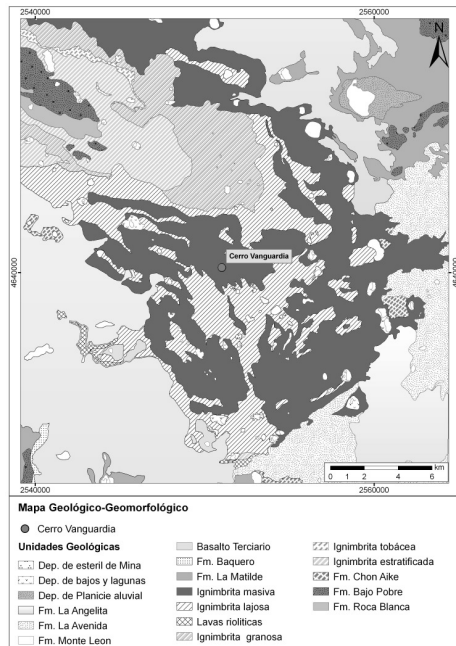 2540000
2560000
N
Cerro Vanguardia
4640000
4640000
0 1 2 4 6
km
2540000
2560000
Mapa Geológico-Geomorfológico
Cerro Vanguardia
Unidades Geológicas
Dep. de esteril de Mina
Dep. de bajos y lagunas
Dep. de Planicie aluvial
Fm. La Angelita
Fm. La Avenida
Fm. Monte Leon
Basalto Terciario
Fm. Baquero
Fm. La Matilde
Ignimbrita masiva
Ignimbrita lajosa
Lavas rioliticas
Ignimbrita granosa
Ignimbrita tobácea
Ignimbrita estratificada
Fm. Chon Aike
Fm. Bajo Pobre
Fm. Roca Blanca